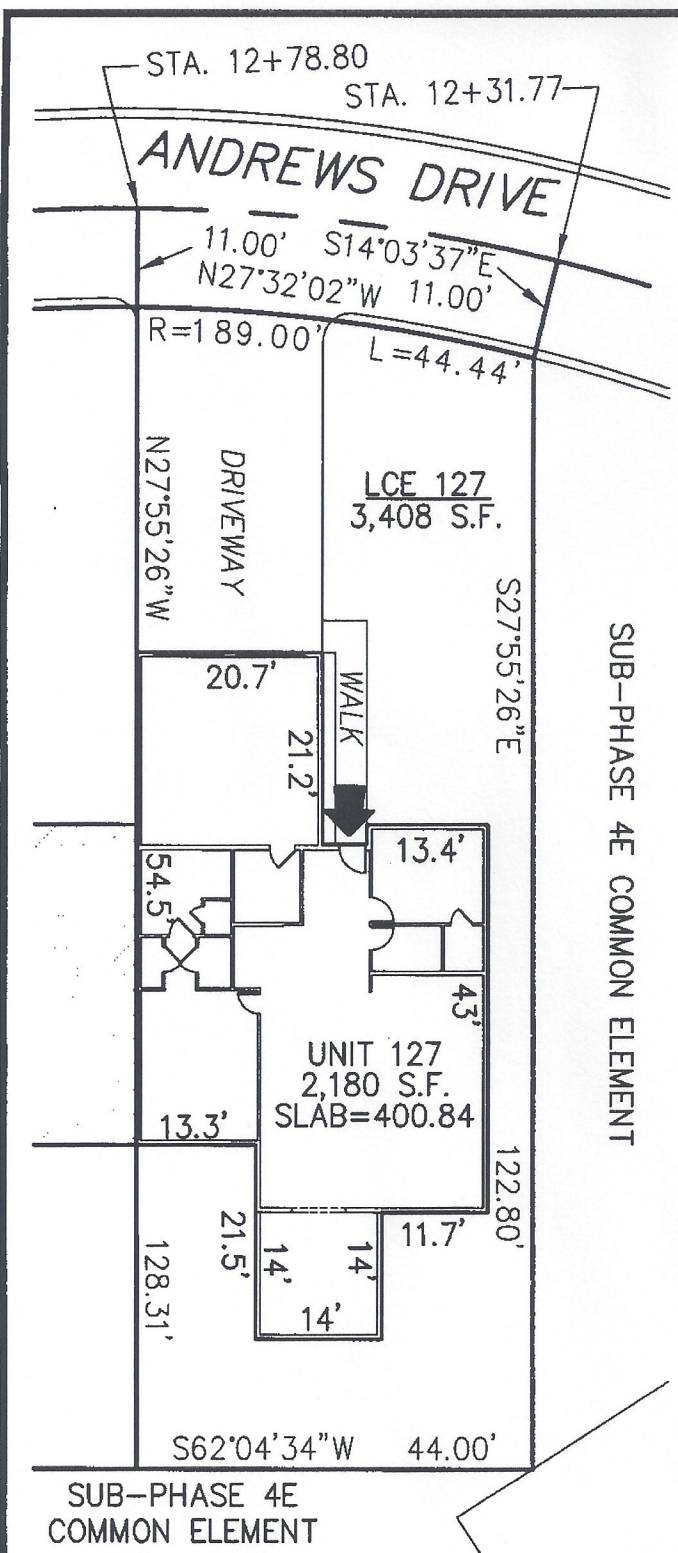 STA. 12+78.80
STA. 12+31.77
ANDREWS DRIVE
11.00' S14°03'37"E
N27°32'02"W 11.00'
R=189.00'
L=44.44'
N27°55'26"W
DRIVEWAY
LCE 127
3,408 S.F.
S27°55'26"E
SUB-PHASE 4E COMMON ELEMENT
20.7'
21.2'
WALK
13.4'
54.5'
43'
UNIT 127
2,180 S.F.
SLAB=400.84
13.3'
122.80'
21.5'
11.7'
14'
14'
14'
128.31'
S62°04'34"W 44.00'
SUB-PHASE 4E
COMMON ELEMENT